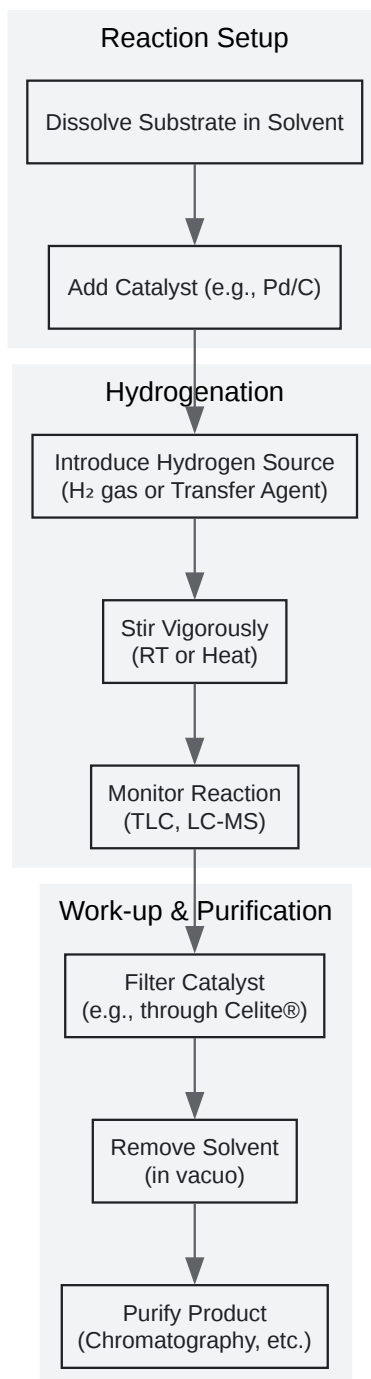 Reaction Setup
Dissolve Substrate in Solvent
Add Catalyst (e.g., Pd/C)
Hydrogenation
Introduce Hydrogen Source
(H₂ gas or Transfer Agent)
Stir Vigorously
(RT or Heat)
Monitor Reaction
(TLC, LC-MS)
Work-up & Purification
Filter Catalyst
(e.g., through Celite®)
Remove Solvent
(in vacuo)
Purify Product
(Chromatography, etc.)